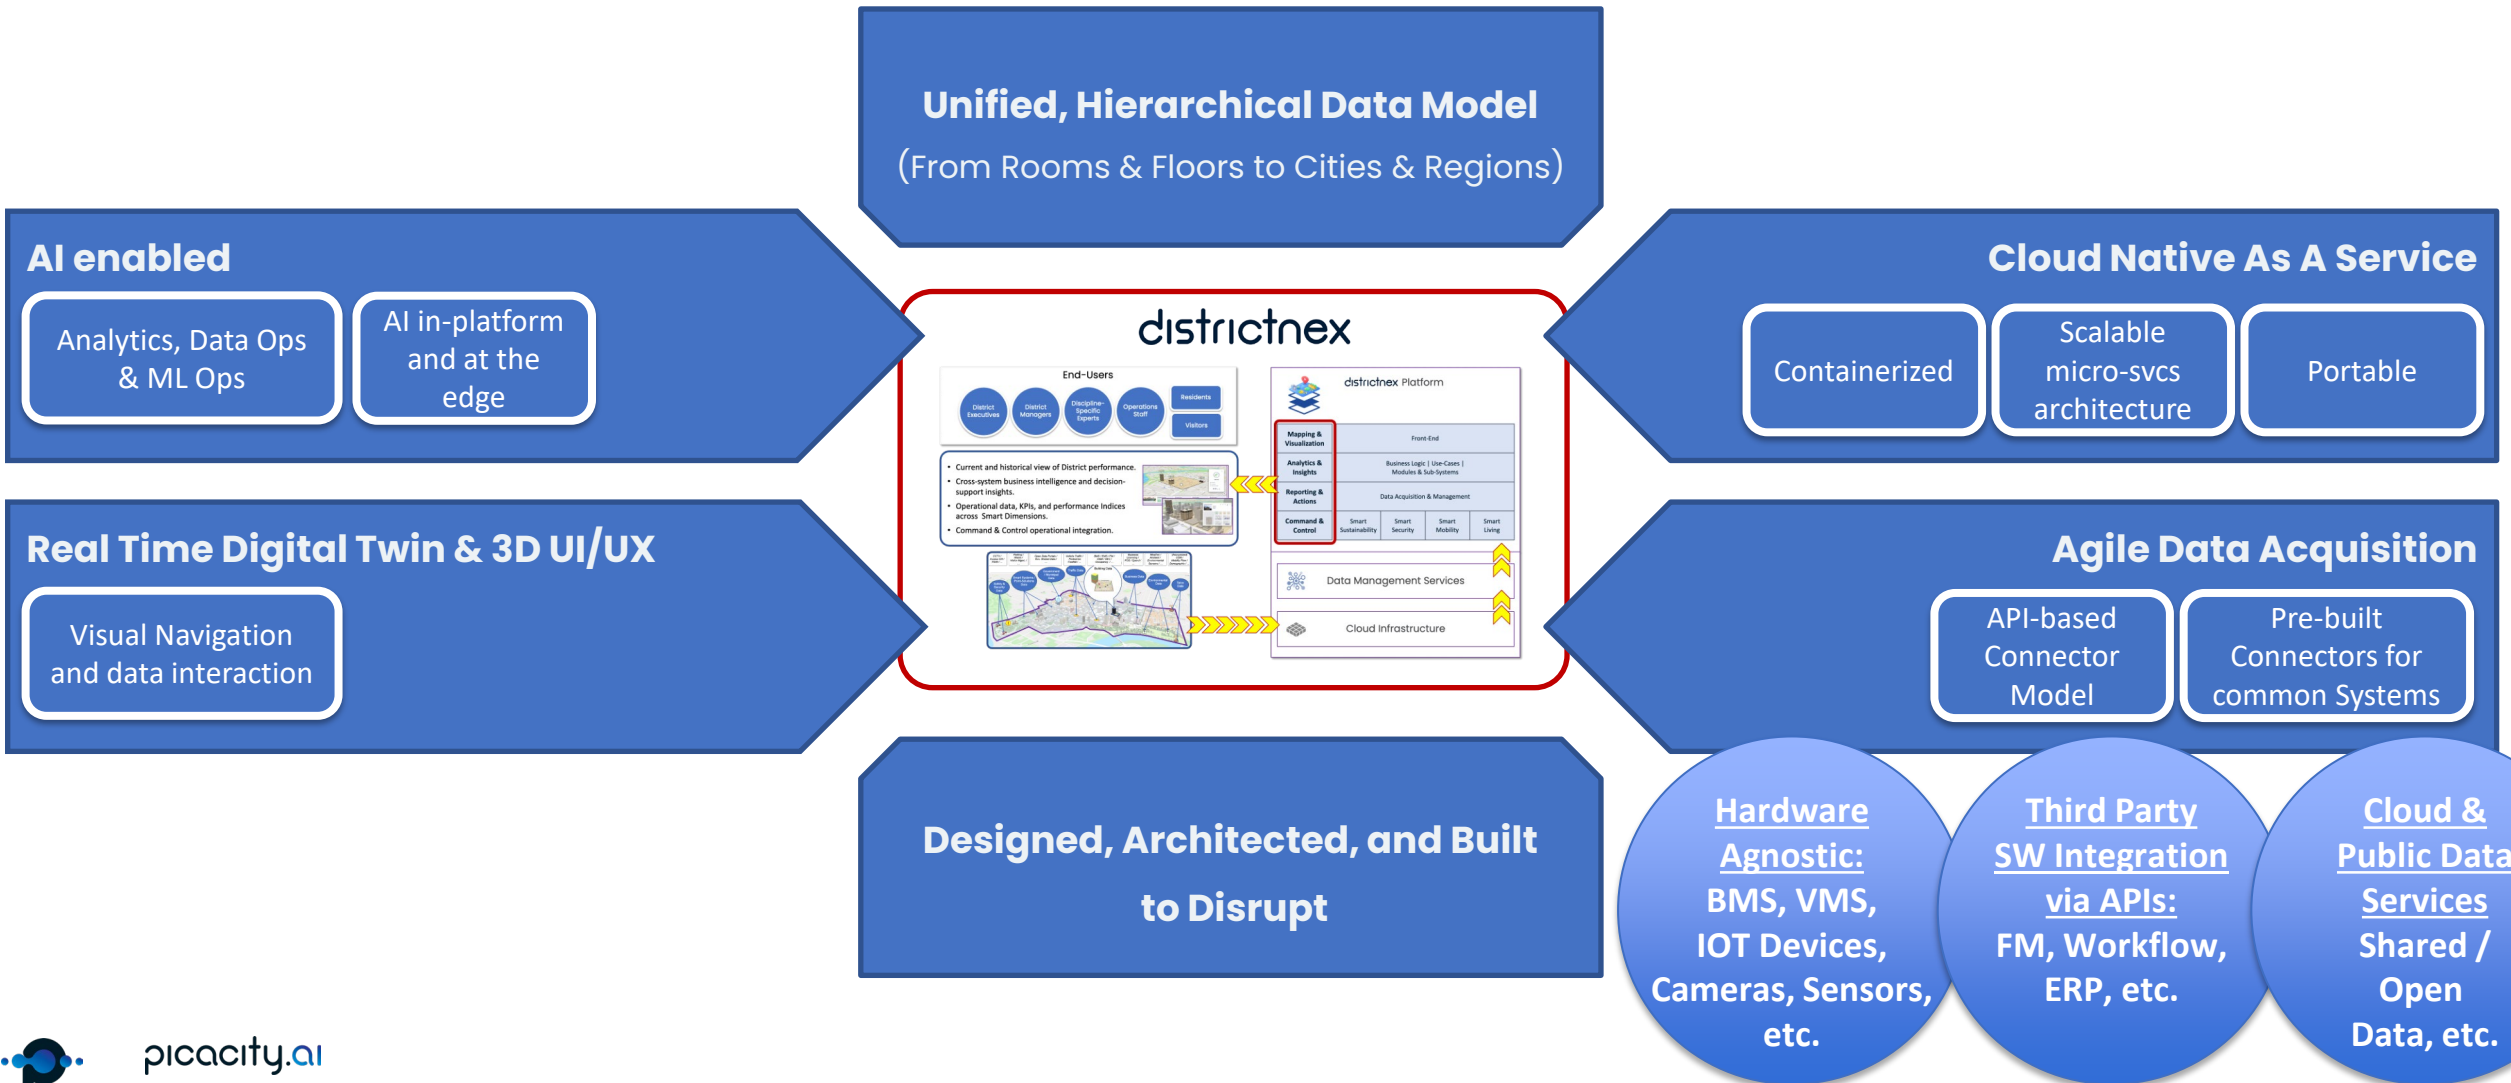 Unified, Hierarchical Data Model
(From Rooms & Floors to Cities & Regions)
AI enabled
Analytics, Data Ops
& ML Ops
AI in-platform
and at the
edge
Cloud Native As A Service
Containerized
Scalable
micro-svcs
architecture
Portable
districtnex
End-Users
District
Executives
District
Managers
Discipline-
Specific
Experts
Operations
Staff
Residents
Visitors
• Current and historical view of District performance.
• Cross-system business intelligence and decision-
support insights.
• Operational data, KPIs, and performance Indices
across Smart Dimensions.
• Command & Control operational integration.
districtnex Platform
Mapping &
Visualization
Front-End
Analytics &
Insights
Business Logic | Use-Cases |
Modules & Sub-Systems
Reporting &
Actions
Data Acquisition & Management
Command &
Control
Smart
Sustainability
Smart
Security
Smart
Mobility
Smart
Living
Data Management Services
Cloud Infrastructure
Real Time Digital Twin & 3D UI/UX
Visual Navigation
and data interaction
Agile Data Acquisition
API-based
Connector
Model
Pre-built
Connectors for
common Systems
Designed, Architected, and Built
to Disrupt
Hardware
Agnostic:
BMS, VMS,
IOT Devices,
Cameras, Sensors,
etc.
Third Party
SW Integration
via APIs:
FM, Workflow,
ERP, etc.
Cloud &
Public Data
Services
Shared /
Open
Data, etc.
picacity.ai